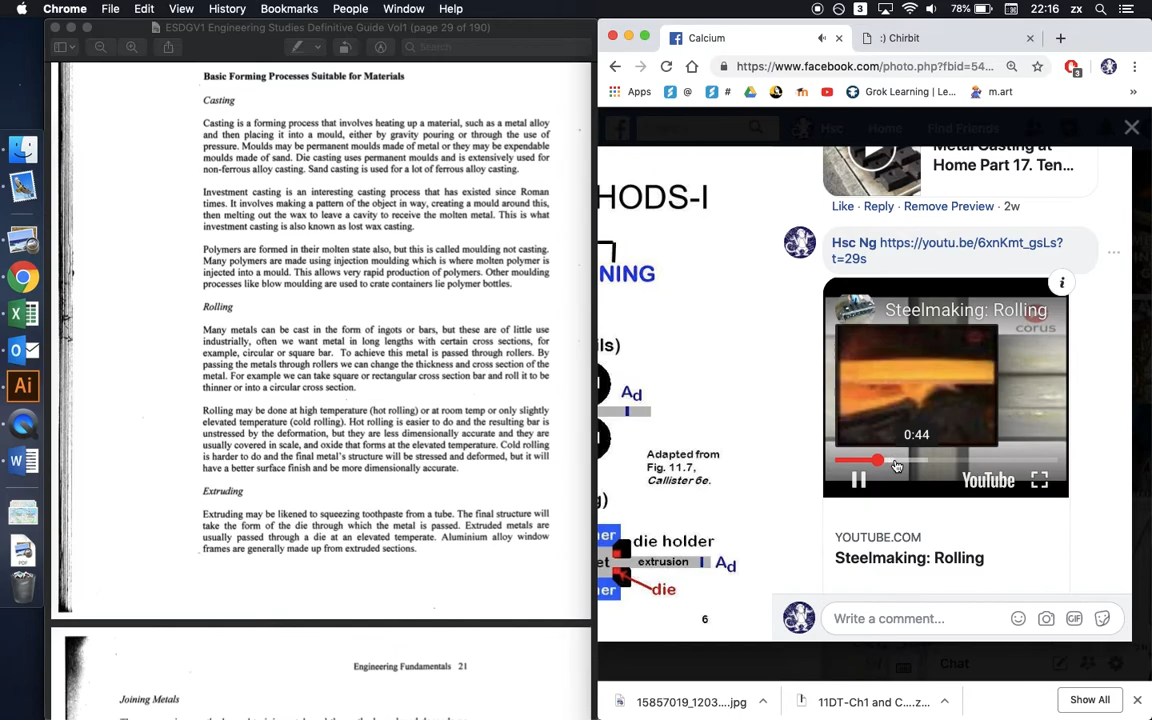 Chrome File Edit View History Bookmarks People Window Help
3 78% 22:16 zx
ESDGV1 Engineering Studies Definitive Guide Vol1 (page 29 of 190)
Search
Basic Forming Processes Suitable for Materials
Casting
Casting is a forming process that involves heating up a material, such as a metal alloy
and then placing it into a mould, either by gravity pouring or through the use of
pressure. Moulds may be permanent moulds made of metal or they may be expendable
moulds made of sand. Die casting uses permanent moulds and is extensively used for
non-ferrous alloy casting. Sand casting is used for a lot of ferrous alloy casting.
Investment casting is an interesting casting process that has existed since Roman
times. It involves making a pattern of the object in way, creating a mould around this,
then melting out the wax to leave a cavity to receive the molten metal. This is what
investment casting is also known as lost wax casting.
Polymers are formed in their molten state also, but this is called moulding not casting.
Many polymers are made using injection moulding which is where molten polymer is
injected into a mould. This allows very rapid production of polymers. Other moulding
processes like blow moulding are used to crate containers lie polymer bottles.
Rolling
Many metals can be cast in the form of ingots or bars, but these are of little use
industrially, often we want metal in long lengths with certain cross sections, for
example, circular or square bar. To achieve this metal is passed through rollers. By
passing the metals through rollers we can change the thickness and cross section of the
metal. For example we can take square or rectangular cross section bar and roll it to be
thinner or into a circular cross section.
Rolling may be done at high temperature (hot rolling) or at room temp or only slightly
elevated temperature (cold rolling). Hot rolling is easier to do and the resulting bar is
unstressed by the deformation, but they are less dimensionally accurate and they are
usually covered in scale, and oxide that forms at the elevated temperature. Cold rolling
is harder to do and the final metal's structure will be stressed and deformed, but it will
have a better surface finish and be more dimensionally accurate.
Extruding
Extruding may be likened to squeezing toothpaste from a tube. The final structure will
take the form of the die through which the metal is passed. Extruded metals are
usually passed through a die at an elevated temperate. Aluminium alloy window
frames are generally made up from extruded sections.
Engineering Fundamentals 21
Joining Metals
Calcium
:) Chirbit
https://www.facebook.com/photo.php?fbid=54...
3
Apps @ # Grok Learning | Le... m.art
Hsc Home Find Friends
HODS-I
NING
ls)
Ad
Adapted from
Fig. 11.7,
Callister 6e.
g)
er
die holder
et
extrusion
Ad
er
die
6
Metal Casting at
Home Part 17. Ten...
Like · Reply · Remove Preview · 2w
Hsc Ng https://youtu.be/6xnKmt_gsLs?
t=29s
Steelmaking: Rolling
corus
0:44
YouTube
YOUTUBE.COM
Steelmaking: Rolling
Write a comment...
GIF
Chat
15857019_1203....jpg
11DT-Ch1 and C....z...
Show All
Ai
PDF